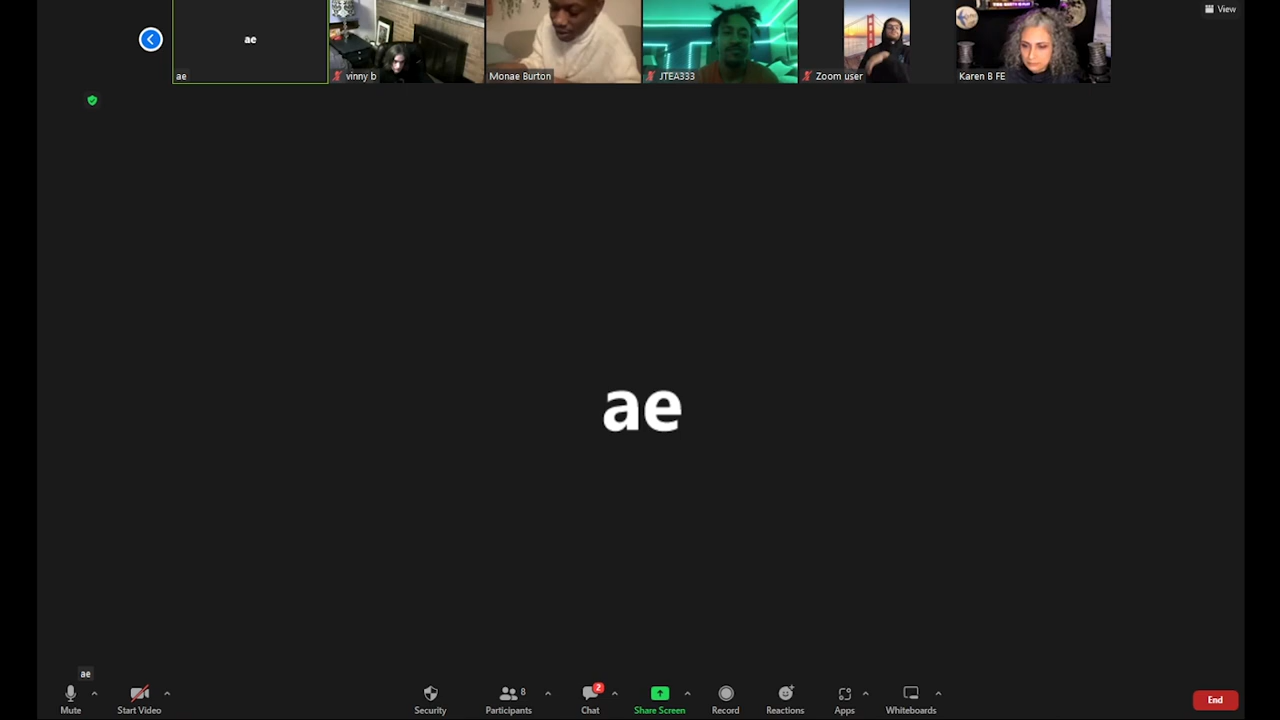 View
ae
ae
vinny b
Monae Burton
JTEA333
Zoom user
Karen B FE
ae
ae
Mute
Start Video
Security
8
Participants
2
Chat
Share Screen
Record
Reactions
Apps
Whiteboards
End